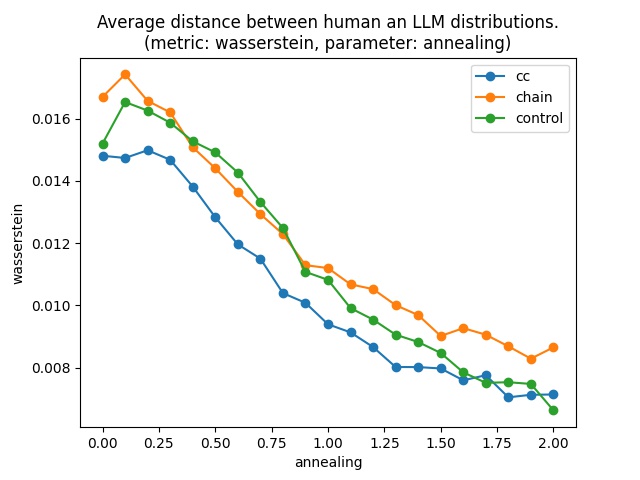 Average distance between human an LLM distributions.
(metric: wasserstein, parameter: annealing)
cc
chain
control
wasserstein
0.016
0.014
0.012
0.010
0.008
0.00 0.25 0.50 0.75 1.00 1.25 1.50 1.75 2.00
annealing